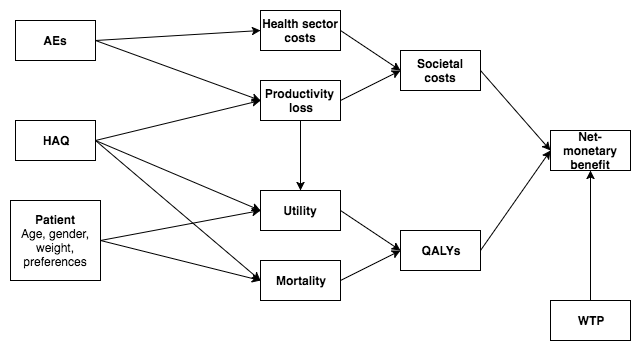 AEs
Health sector
costs
Productivity
loss
Societal
costs
HAQ
Net-
monetary
benefit
Patient
Age, gender,
weight,
preferences
Utility
Mortality
QALYs
WTP